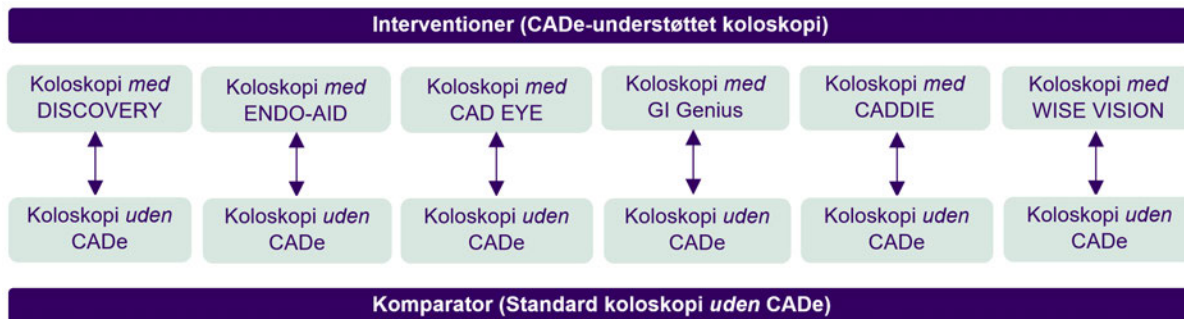 Interventioner (CADe-understøttet koloskopi)
Koloskopi med
DISCOVERY
Koloskopi med
ENDO-AID
Koloskopi med
CAD EYE
Koloskopi med
GI Genius
Koloskopi med
CADDIE
Koloskopi med
WISE VISION
Koloskopi uden
CADe
Koloskopi uden
CADe
Koloskopi uden
CADe
Koloskopi uden
CADe
Koloskopi uden
CADe
Koloskopi uden
CADe
Komparator (Standard koloskopi uden CADe)